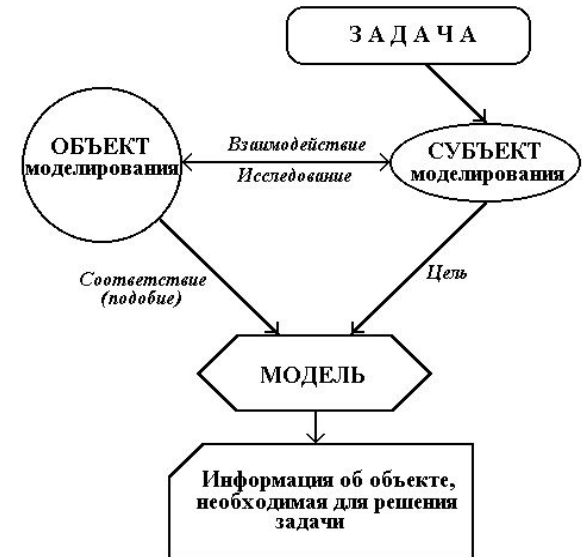 З А Д А Ч А
ОБЪЕКТ
моделирования
Взаимодействие
Исследование
СУБЪЕКТ
моделирования
Соответствие
(подобие)
Цель
МОДЕЛЬ
Информация об объекте,
необходимая для решения
задачи